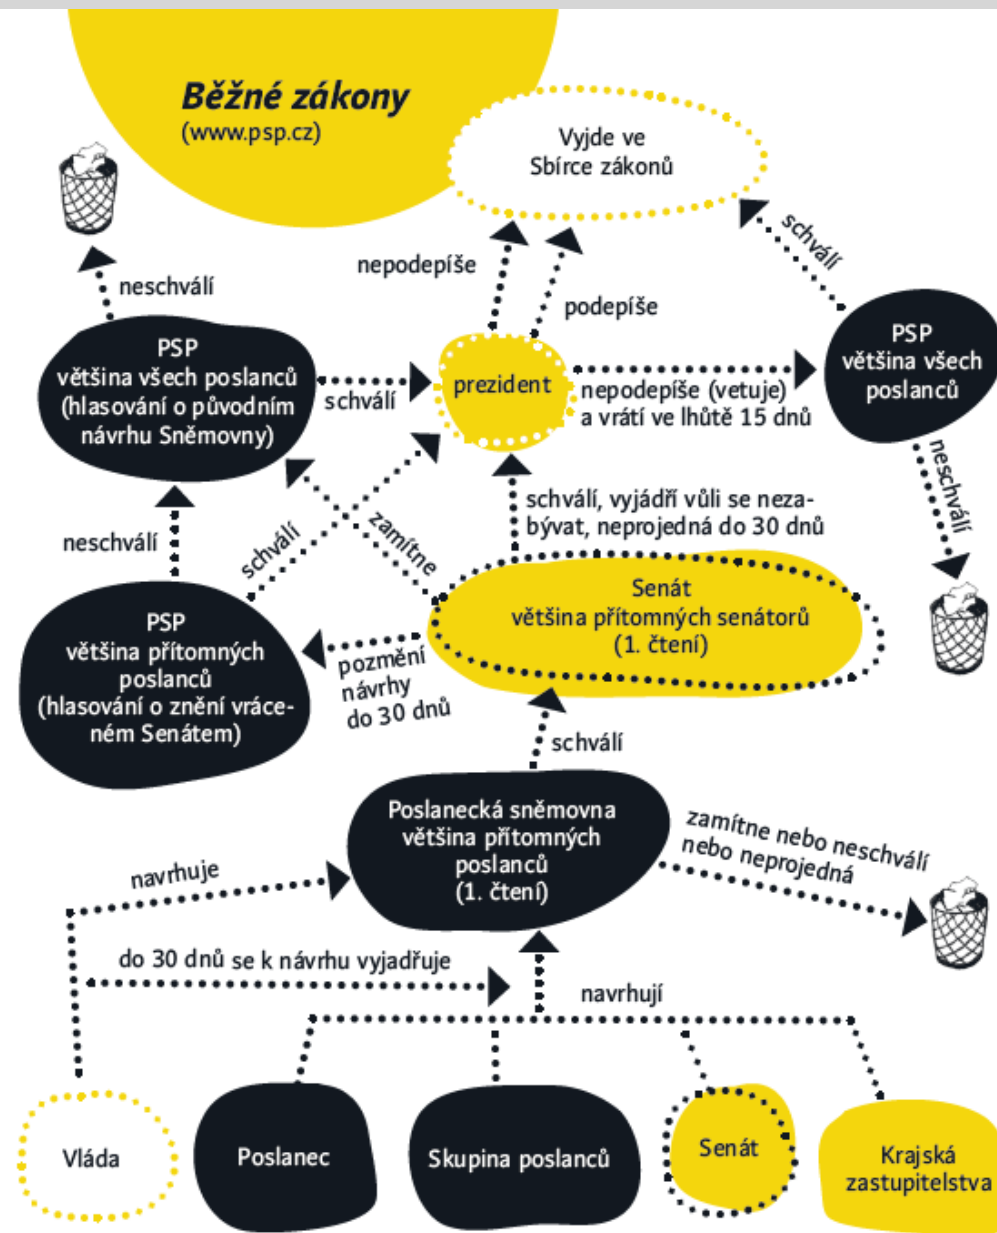 Běžné zákony
(www.psp.cz)
Vyjde ve
Sbírce zákonů
schválí
nepodepíše
podepíše
neschválí
PSP
většina všech poslanců
(hlasování o původním
návrhu Sněmovny)
schválí
prezident
nepodepíše (vetuje)
a vrátí ve lhůtě 15 dnů
PSP
většina všech
poslanců
neschválí
schválí, vyjádří vůli se neza-
bývat, neprojedná do 30 dnů
neschválí
schválí
zamítne
PSP
většina přítomných
poslanců
(hlasování o znění vráce-
ném Senátem)
pozmění
návrhy
do 30 dnů
Senát
většina přítomných senátorů
(1. čtení)
schválí
Poslanecká sněmovna
většina přítomných
poslanců
(1. čtení)
zamítne nebo neschválí
nebo neprojedná
navrhuje
do 30 dnů se k návrhu vyjadřuje
navrhují
Vláda
Poslanec
Skupina poslanců
Senát
Krajská
zastupitelstva